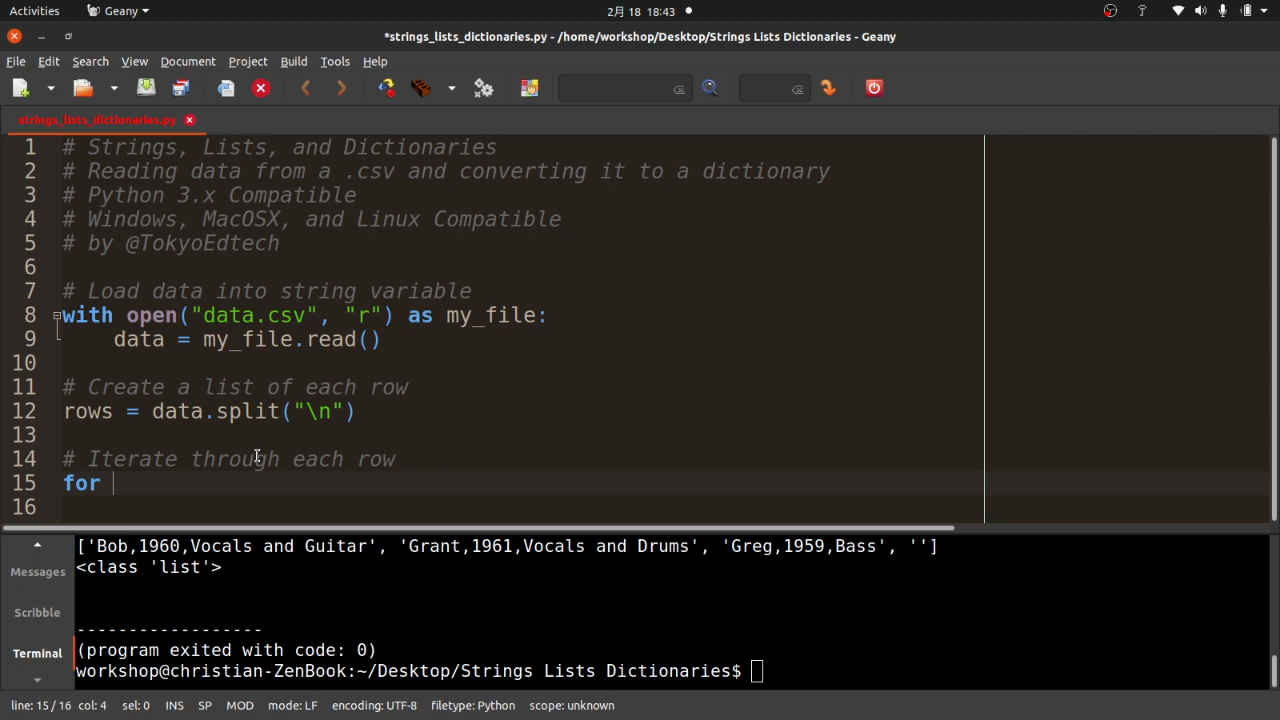 Activities Geany 2月 18 18:43
*strings_lists_dictionaries.py - /home/workshop/Desktop/Strings Lists Dictionaries - Geany
File Edit Search View Document Project Build Tools Help
strings_lists_dictionaries.py
1 # Strings, Lists, and Dictionaries
2 # Reading data from a .csv and converting it to a dictionary
3 # Python 3.x Compatible
4 # Windows, MacOSX, and Linux Compatible
5 # by @TokyoEdtech
6
7 # Load data into string variable
8 with open("data.csv", "r") as my_file:
9 data = my_file.read()
10
11 # Create a list of each row
12 rows = data.split("\n")
13
14 # Iterate through each row
15 for
16
['Bob,1960,Vocals and Guitar', 'Grant,1961,Vocals and Drums', 'Greg,1959,Bass', '']
Messages <class 'list'>
Scribble
------------------
Terminal (program exited with code: 0)
workshop@christian-ZenBook:~/Desktop/Strings Lists Dictionaries$
line: 15 / 16 col: 4 sel: 0 INS SP MOD mode: LF encoding: UTF-8 filetype: Python scope: unknown